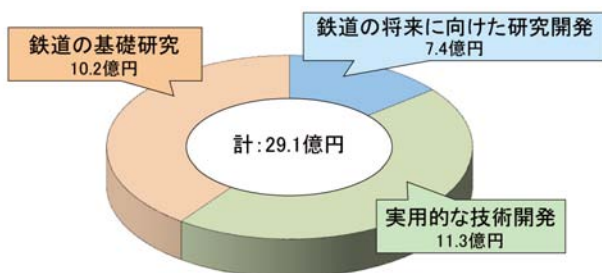 鉄道の将来に向けた研究開発
7.4億円
鉄道の基礎研究
10.2億円
計：29.1億円
実用的な技術開発
11.3億円